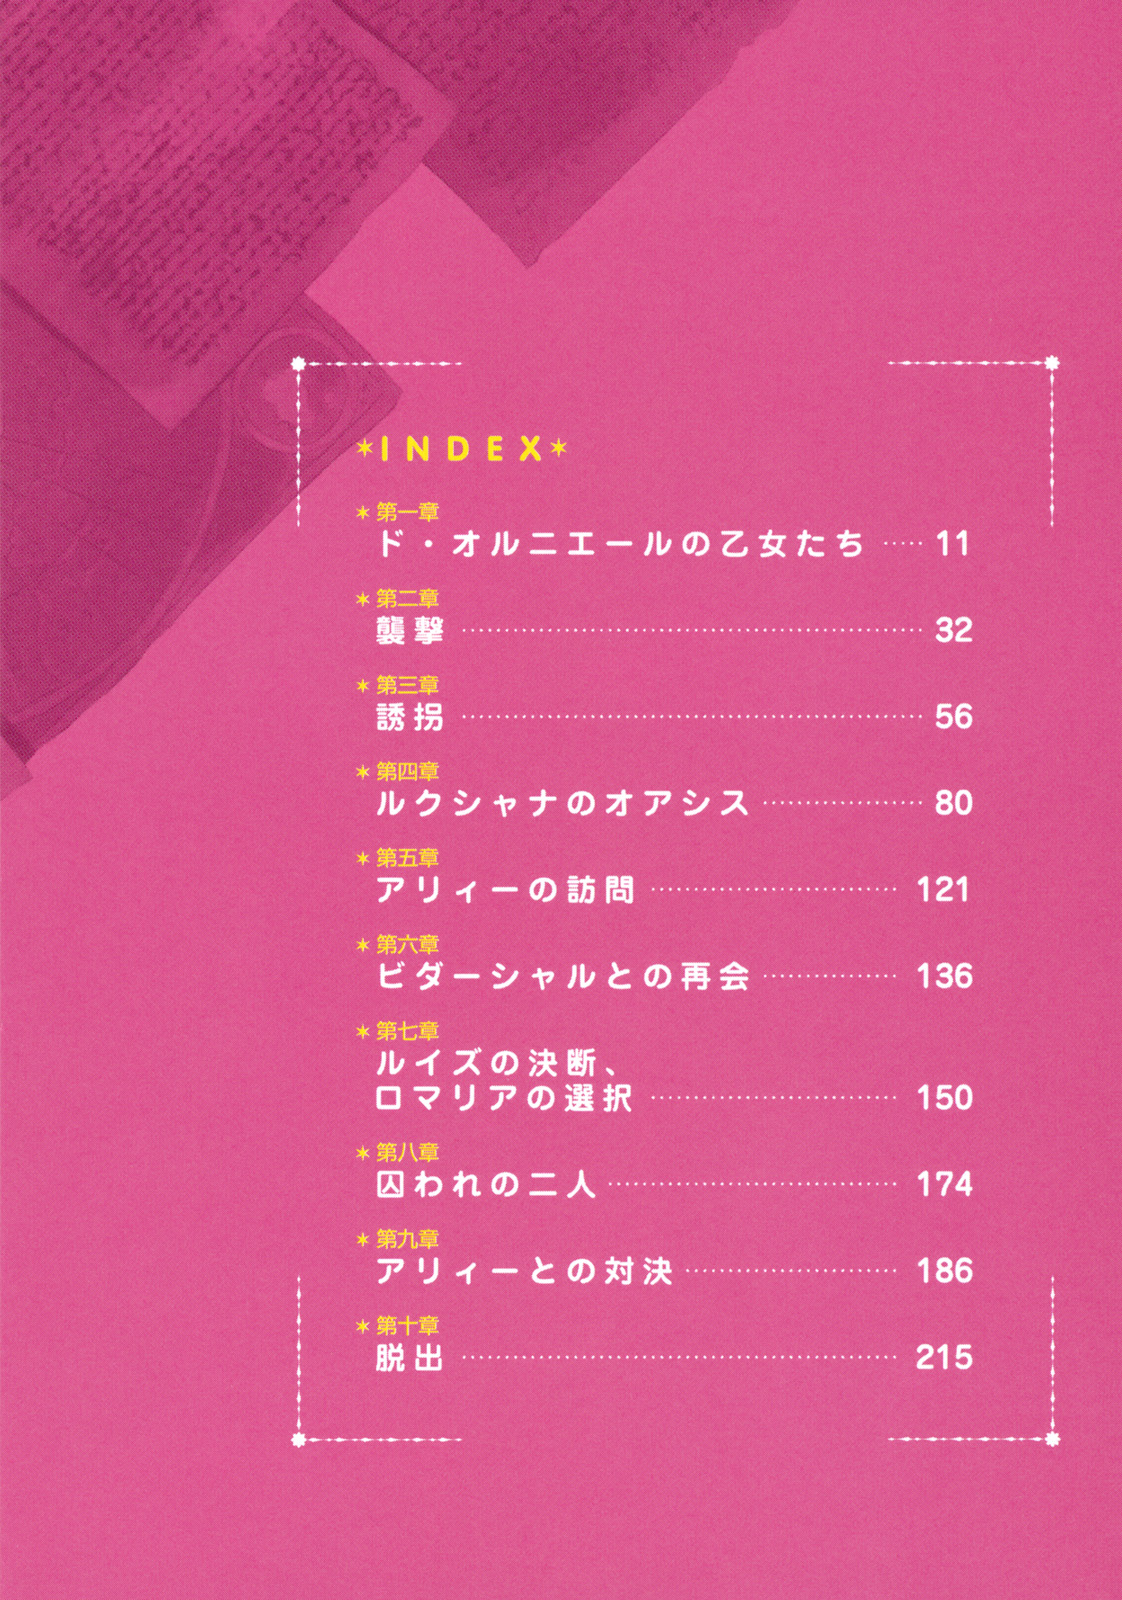 ✶INDEX✶
✶第一章
ド・オルニエールの乙女たち ····· 11
✶第二章
襲撃 ····· 32
✶第三章
誘拐 ····· 56
✶第四章
ルクシャナのオアシス ····· 80
✶第五章
アリィーの訪問 ····· 121
✶第六章
ビダーシャルとの再会 ····· 136
✶第七章
ルイズの決断、
ロマリアの選択 ····· 150
✶第八章
囚われの二人 ····· 174
✶第九章
アリィーとの対決 ····· 186
✶第十章
脱出 ····· 215